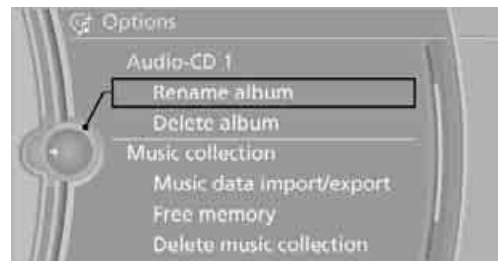 Options
Audio-CD 1
Rename album
Delete album
Music collection
Music data import/export
Free memory
Delete music collection